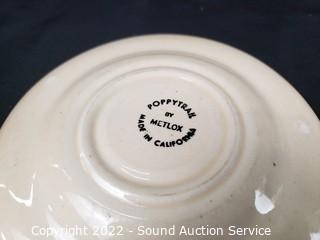 POPPYTRAIL
BY
METLOX
MADE IN CALIFORNIA
Copyright 2022 - Sound Auction Service